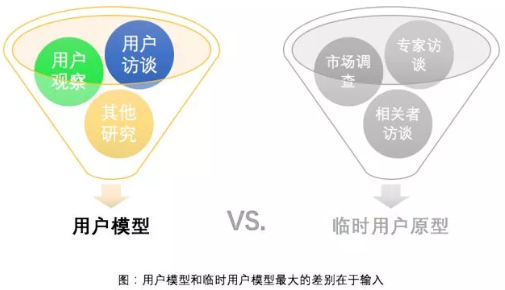 用户
观察
用户
访谈
其他
研究
市场调
查
专家访
谈
相关者
访谈
用户模型
VS.
临时用户原型
图：用户模型和临时用户模型最大的差别在于输入